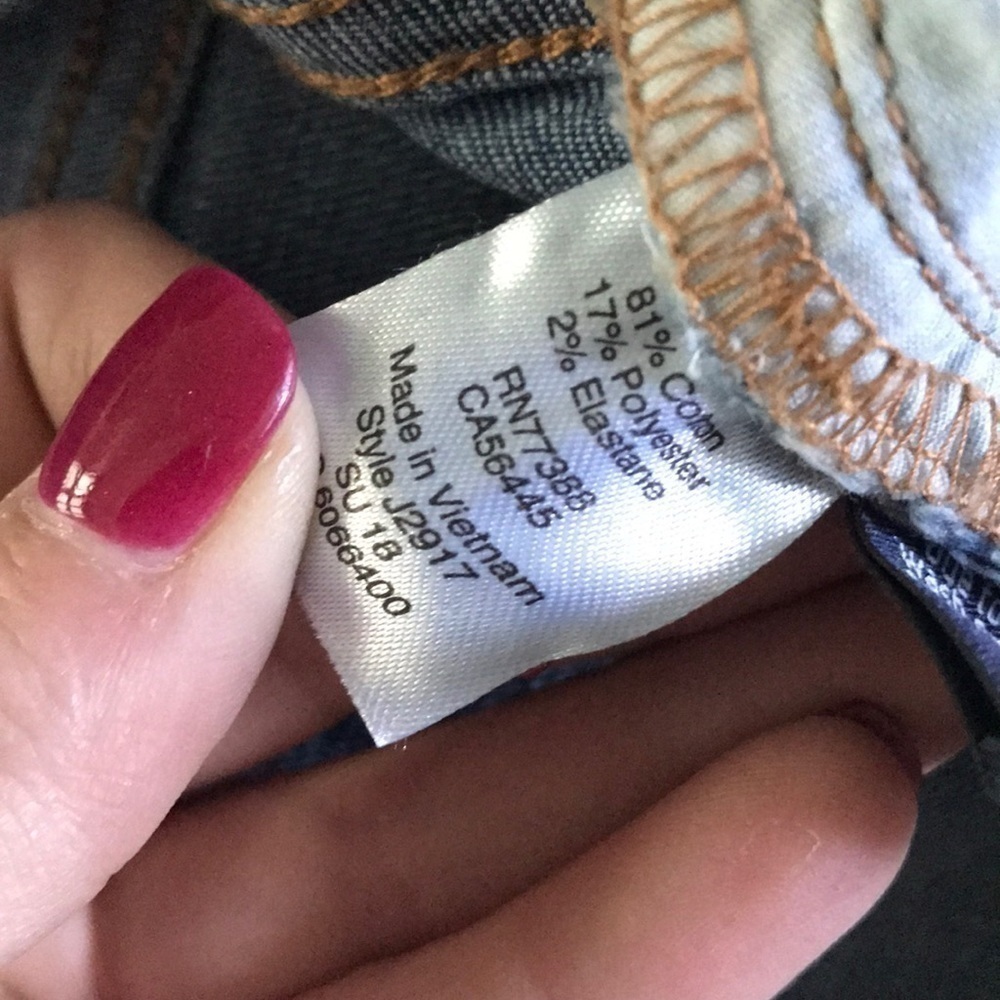 81% Cotton
17% Polyester
2% Elastane
RN77388
CA56445
Made in Vietnam
Style J2917
SU 18
6066400